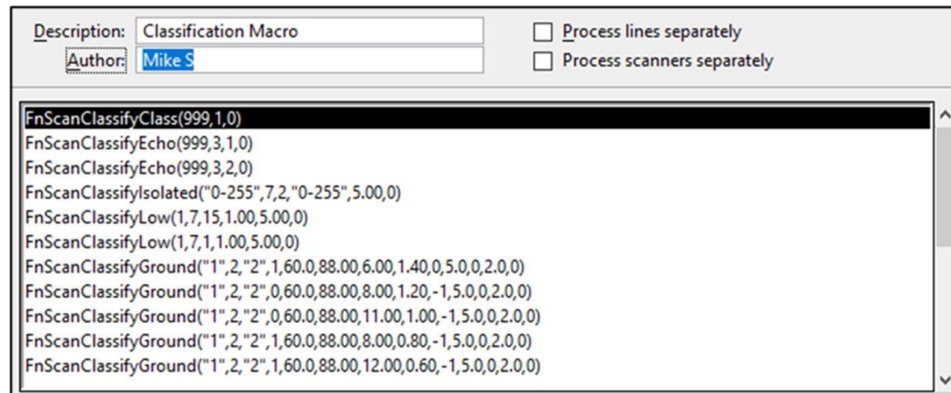 Description: Classification Macro
Process lines separately
Author: Mike S
Process scanners separately
FnScanClassifyClass(999,1,0)
FnScanClassifyEcho(999,3,1,0)
FnScanClassifyEcho(999,3,2,0)
FnScanClassifyIsolated("0-255",7,2,"0-255",5.00,0)
FnScanClassifyLow(1,7,15,1.00,5.00,0)
FnScanClassifyLow(1,7,1,1.00,5.00,0)
FnScanClassifyGround("1",2,"2",1,60.0,88.00,6.00,1.40,0,5.0,0,2.0,0)
FnScanClassifyGround("1",2,"2",0,60.0,88.00,8.00,1.20,-1,5.0,0,2.0,0)
FnScanClassifyGround("1",2,"2",0,60.0,88.00,11.00,1.00,-1,5.0,0,2.0,0)
FnScanClassifyGround("1",2,"2",1,60.0,88.00,8.00,0.80,-1,5.0,0,2.0,0)
FnScanClassifyGround("1",2,"2",1,60.0,88.00,12.00,0.60,-1,5.0,0,2.0,0)